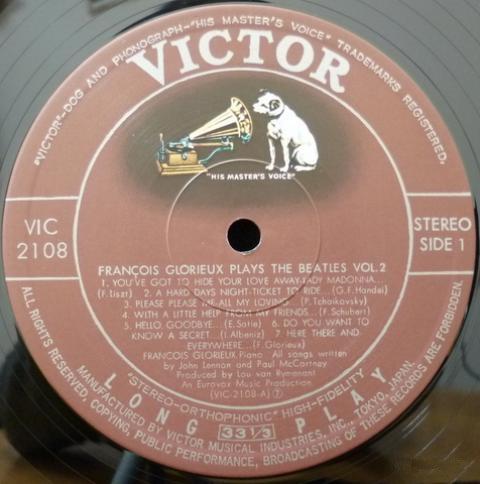 "VICTOR"-DOG AND PHONOGRAPH-"HIS MASTER'S VOICE" TRADEMARKS REGISTERED.
VICTOR
"HIS MASTER'S VOICE"
VIC
2108
STEREO
SIDE 1
FRANÇOIS GLORIEUX PLAYS THE BEATLES VOL.2
1. YOU'VE GOT TO HIDE YOUR LOVE AWAY-LADY MADONNA...
(F.Liszt) 2. A HARD DAYS NIGHT-TICKET TO RIDE...(G.F.Handel)
3. PLEASE PLEASE ME-ALL MY LOVING...(P.Tchaikovsky)
4. WITH A LITTLE HELP FROM MY FRIENDS...(F.Schubert)
5. HELLO, GOODBYE...(E.Satie) 6. DO YOU WANT TO
KNOW A SECRET...(I.Albeniz) 7. HERE THERE AND
EVERYWHERE...(F.Glorieux)
FRANCOIS GLORIEUX, Piano All songs written
by John Lennon and Paul McCartney
Produced by Lou van Rymenant
An Eurovox Music Production
(VIC-2108-A) ⑦
"STEREO-ORTHOPHONIC" HIGH-FIDELITY
LONG 33 1/3 PLAY
MANUFACTURED BY VICTOR MUSICAL INDUSTRIES, INC., TOKYO, JAPAN.
ALL RIGHTS RESERVED, COPYING, PUBLIC PERFORMANCE, BROADCASTING OF THESE RECORDS ARE FORBIDDEN.